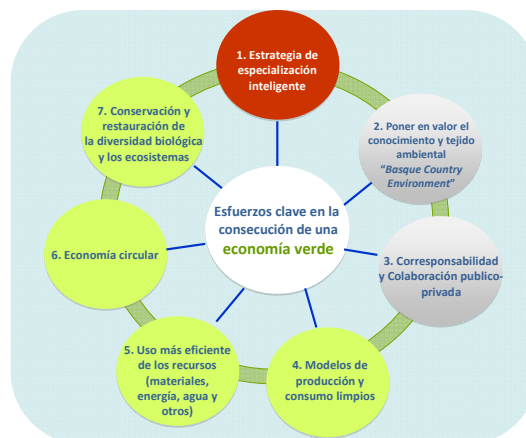 1. Estrategia de
especialización
inteligente
2. Poner en valor el
conocimiento y tejido
ambiental
“Basque Country
Environment”
3. Corresponsabilidad
y Colaboración publico-
privada
4. Modelos de
producción y
consumo limpios
5. Uso más eficiente
de los recursos
(materiales,
energía, agua y
otros)
6. Economía circular
7. Conservación y
restauración de
la diversidad biológica
y los ecosistemas
Esfuerzos clave en la
consecución de una
economía verde